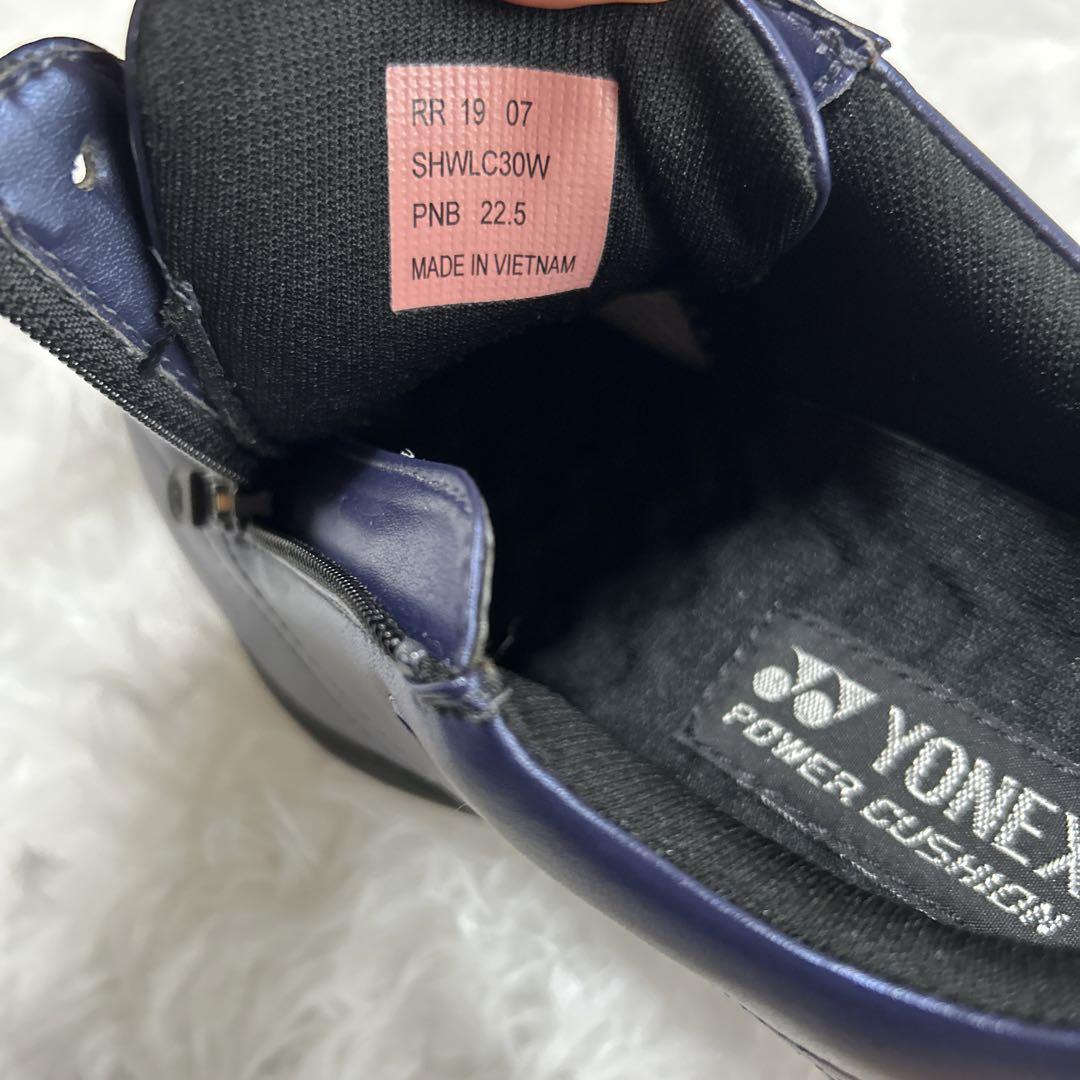 RR 19 07
SHWLC30W
PNB 22.5
MADE IN VIETNAM
YONEX
POWER CUSHION